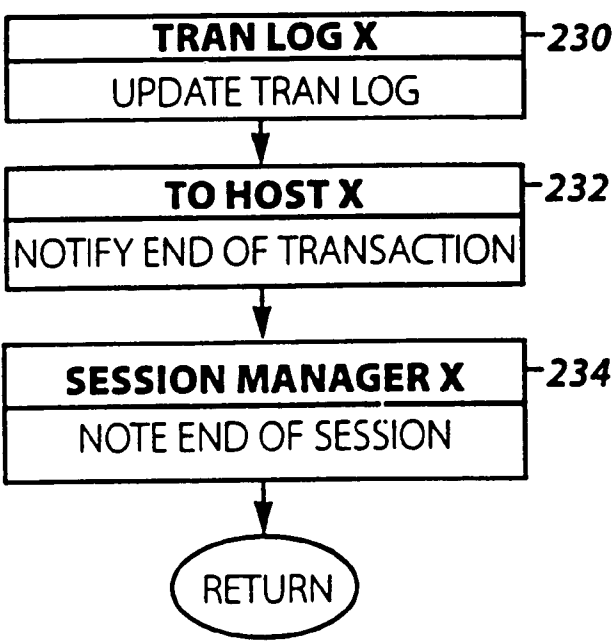 TRAN LOG X
230
UPDATE TRAN LOG
TO HOST X
232
NOTIFY END OF TRANSACTION
SESSION MANAGER X
234
NOTE END OF SESSION
RETURN